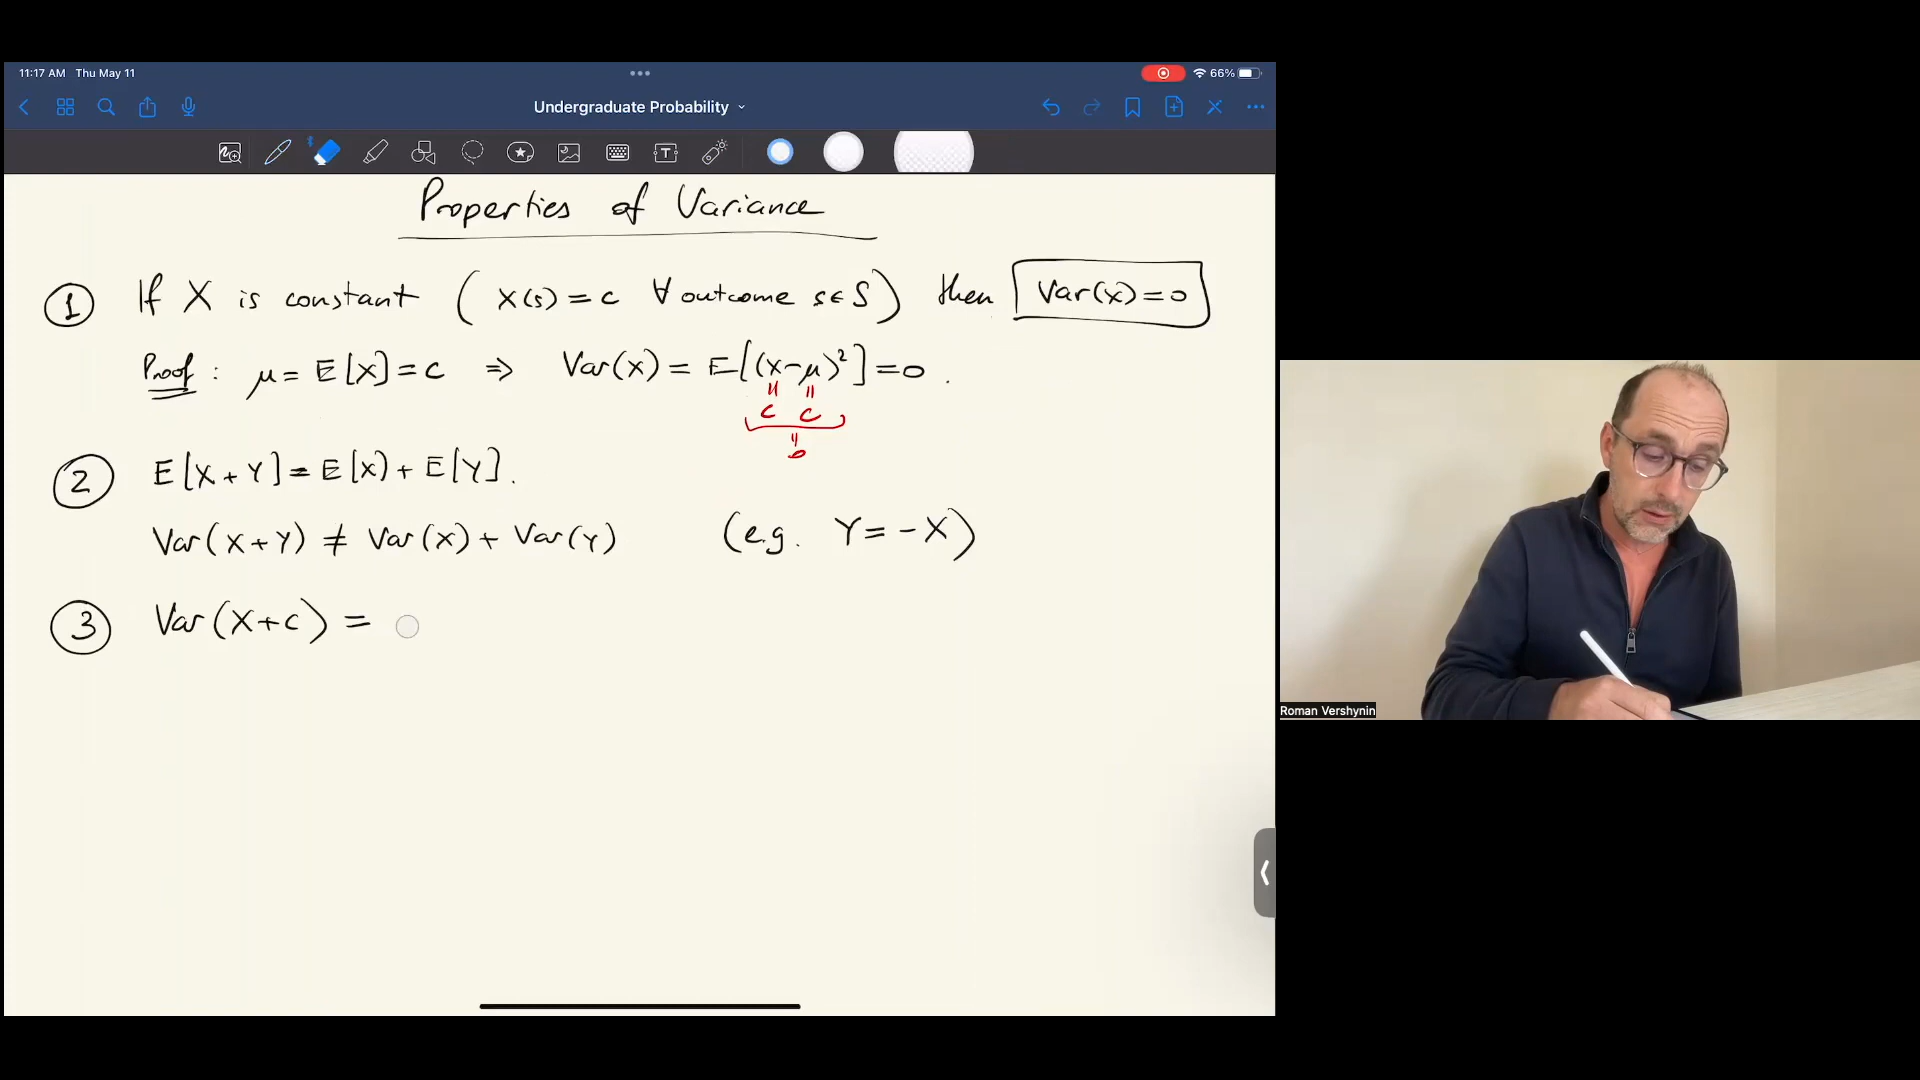 11:17 AM Thu May 11
66%
Undergraduate Probability
Properties of Variance
① If X is constant (X(s) = c ∀ outcome s∈S) then Var(X) = 0
Proof : μ = E[X] = c ⇒ Var(X) = E[(X-μ)²] = 0 .
" "
c c
"
0
② E[X+Y] = E[X] + E[Y].
Var(X+Y) ≠ Var(X) + Var(Y) (e.g. Y = -X)
③ Var(X+c) =
Roman Vershynin